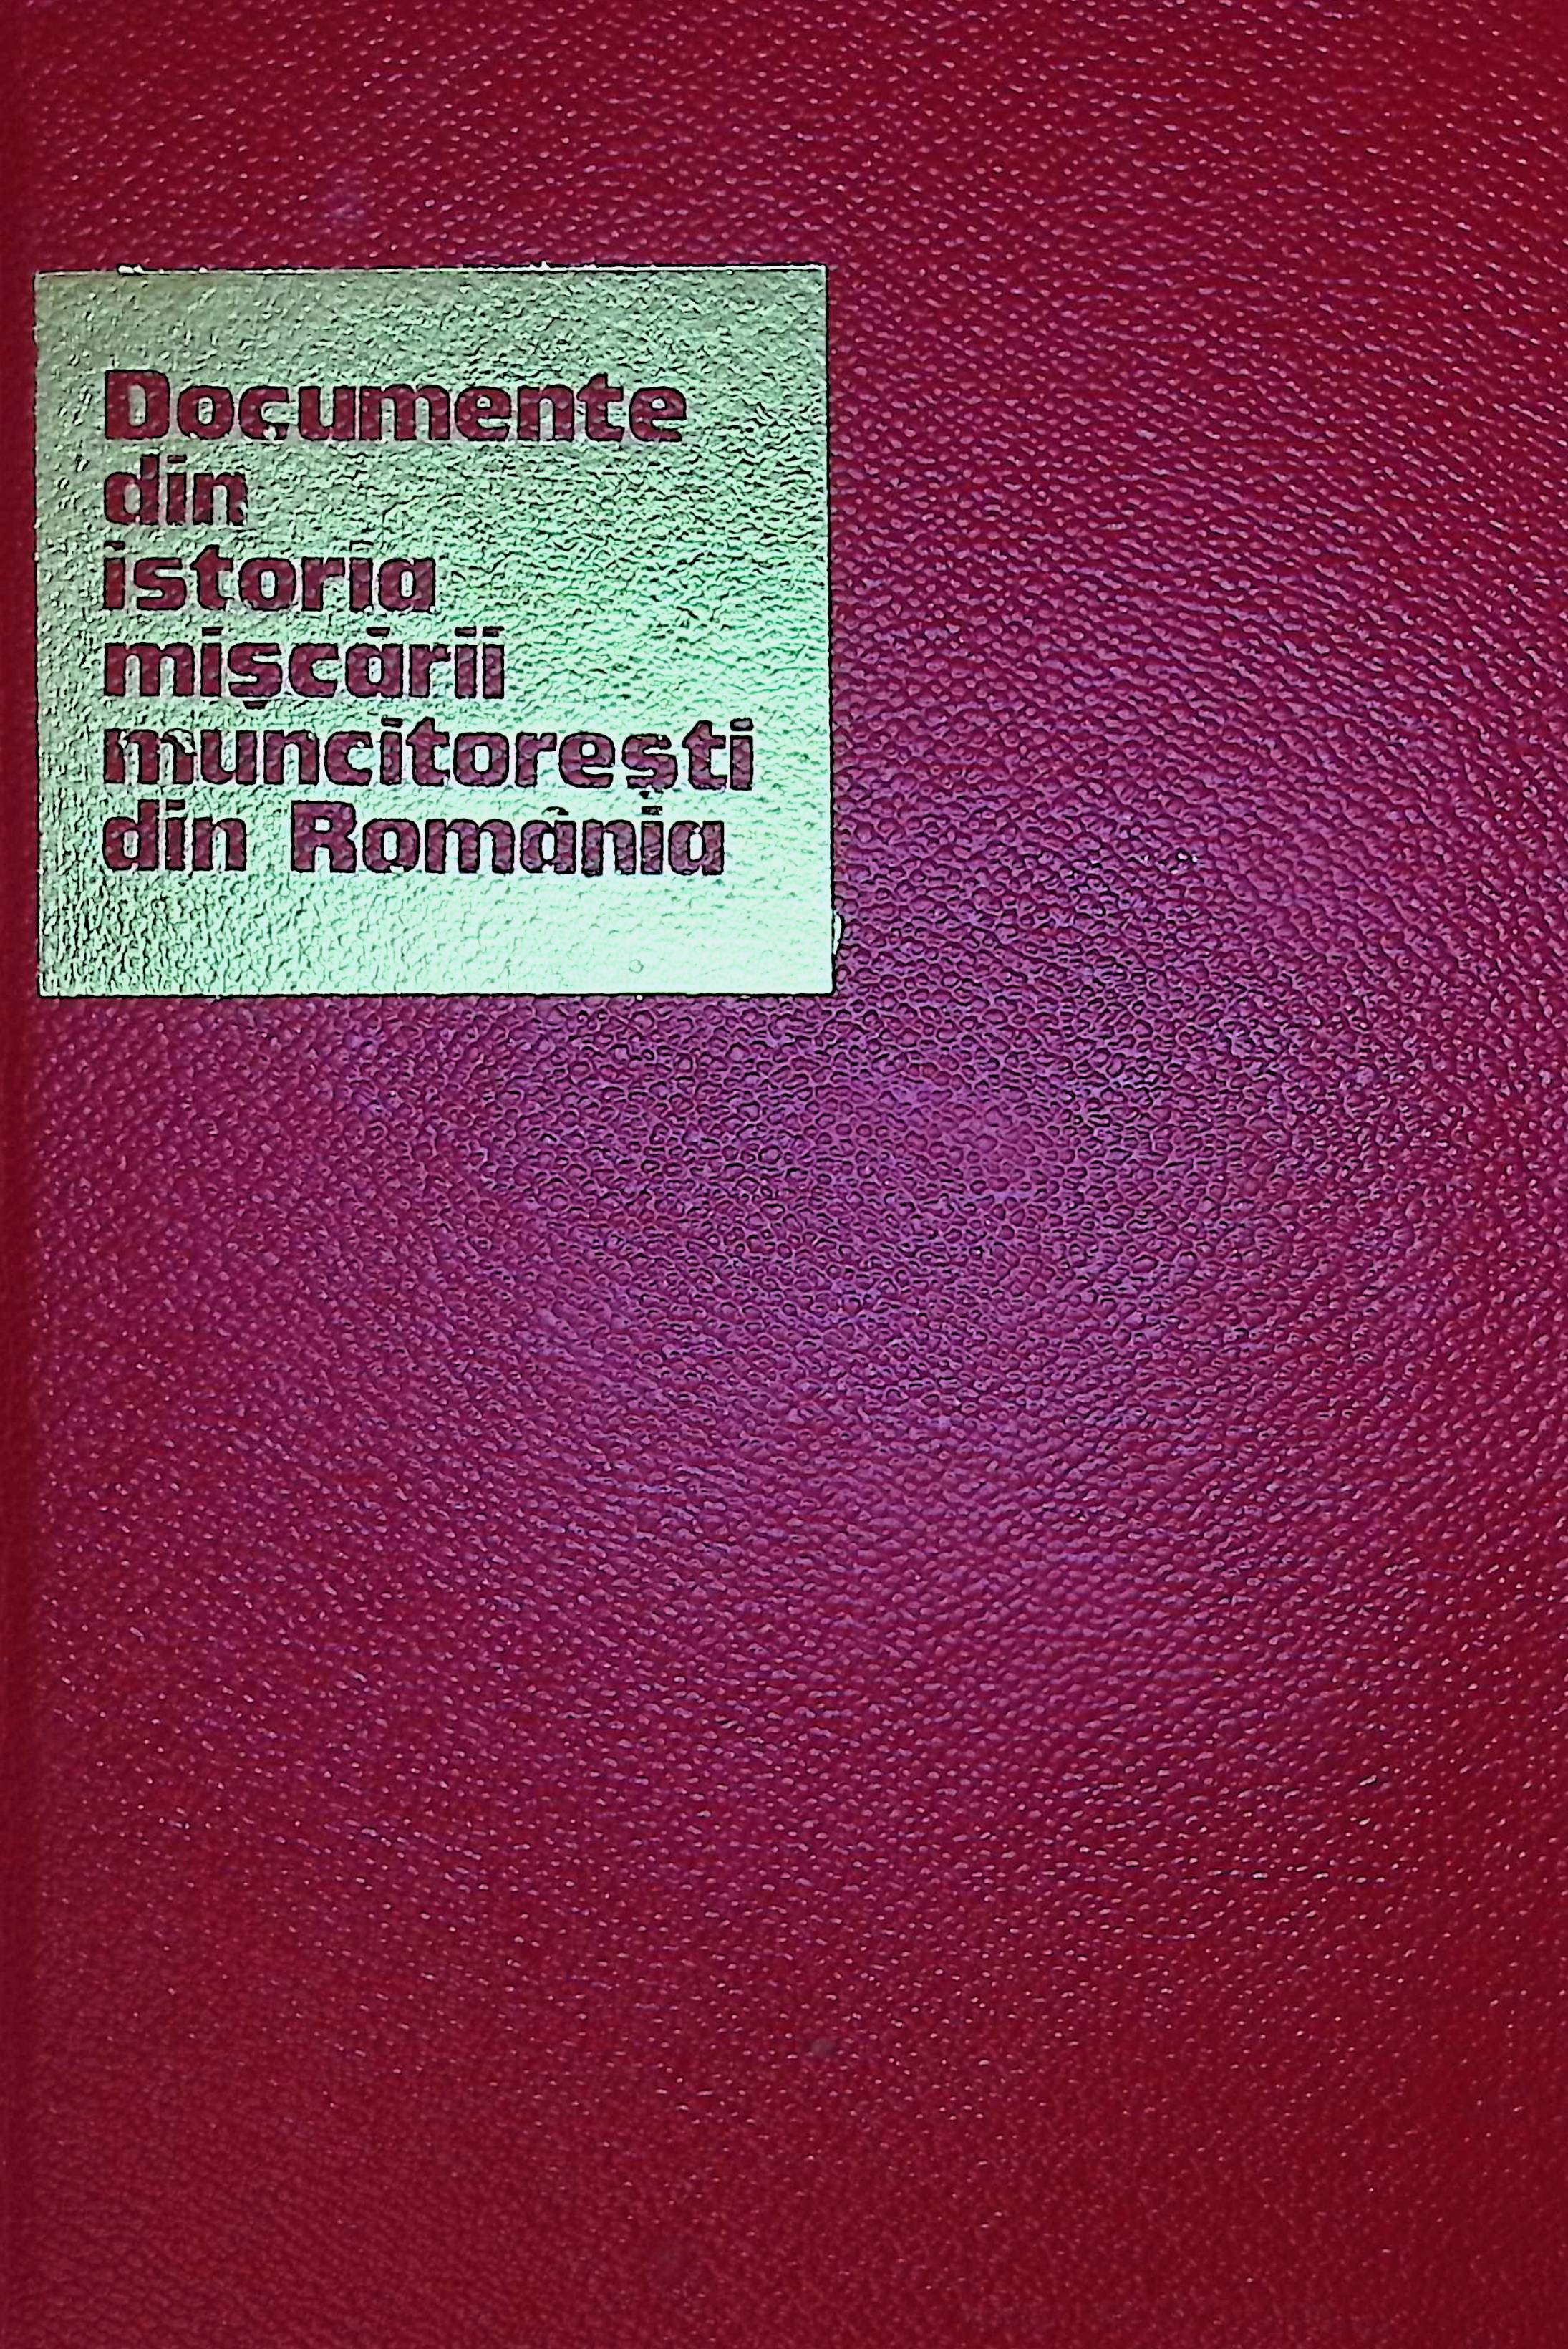 Documente
din
istoria
mișcării
muncitorești
din România